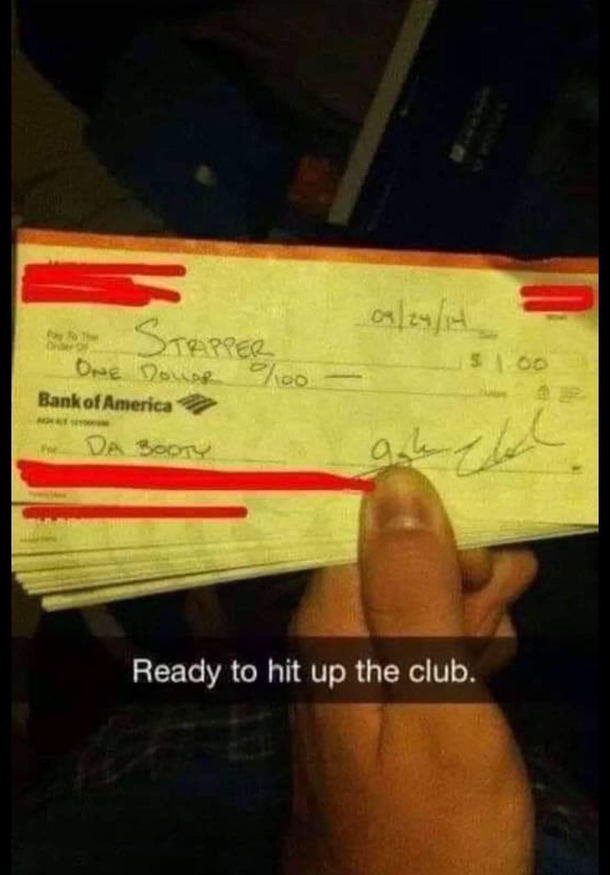 09/24/14
Pay To The
Order Of STRAPPER
$ 1.00
ONE DOLLAR 0/100 —
Bank of America
For DA BOOTY
Ready to hit up the club.